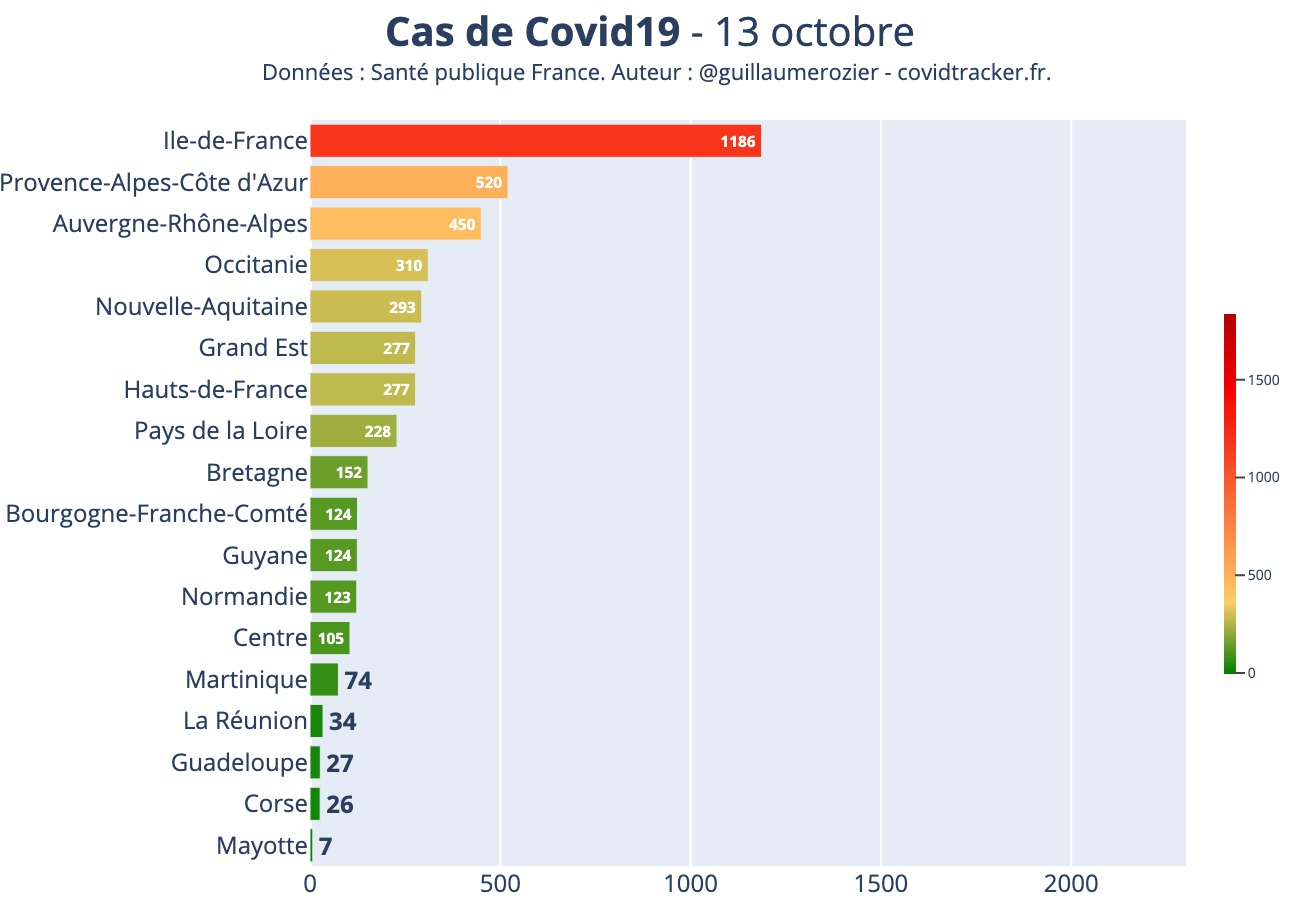 Cas de Covid19 - 13 octobre
Données : Santé publique France. Auteur : @guillaumerozier - covidtracker.fr.
Ile-de-France 1186
Provence-Alpes-Côte d'Azur 520
Auvergne-Rhône-Alpes 450
Occitanie 310
Nouvelle-Aquitaine 293
Grand Est 277
Hauts-de-France 277
Pays de la Loire 228
Bretagne 152
Bourgogne-Franche-Comté 124
Guyane 124
Normandie 123
Centre 105
Martinique 74
La Réunion 34
Guadeloupe 27
Corse 26
Mayotte 7
0 500 1000 1500 2000
1500
1000
500
0